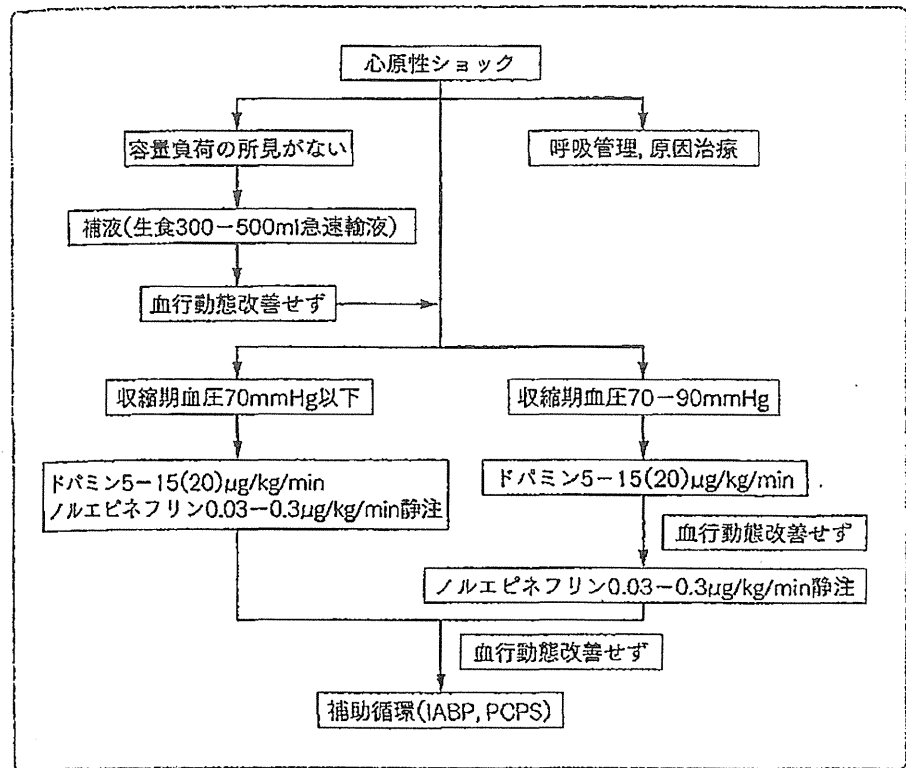 心原性ショック
容量負荷の所見がない
呼吸管理,原因治療
補液(生食300−500ml急速輸液)
血行動態改善せず
収縮期血圧70mmHg以下
収縮期血圧70−90mmHg
ドパミン5−15(20)μg/kg/min
ノルエピネフリン0.03−0.3μg/kg/min静注
ドパミン5−15(20)μg/kg/min
血行動態改善せず
ノルエピネフリン0.03−0.3μg/kg/min静注
血行動態改善せず
補助循環(IABP, PCPS)